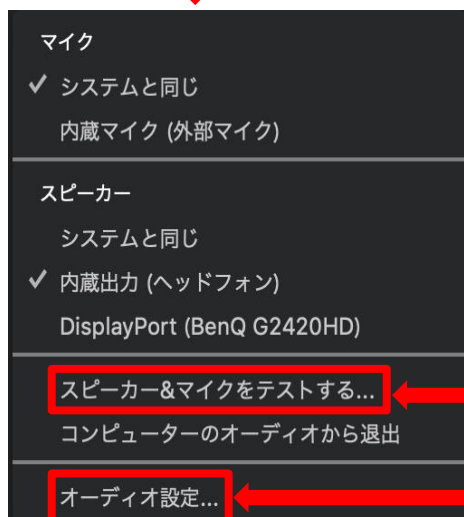 マイク
システムと同じ
内蔵マイク (外部マイク)
スピーカー
システムと同じ
内蔵出力 (ヘッドフォン)
DisplayPort (BenQ G2420HD)
スピーカー&マイクをテストする...
コンピューターのオーディオから退出
オーディオ設定...